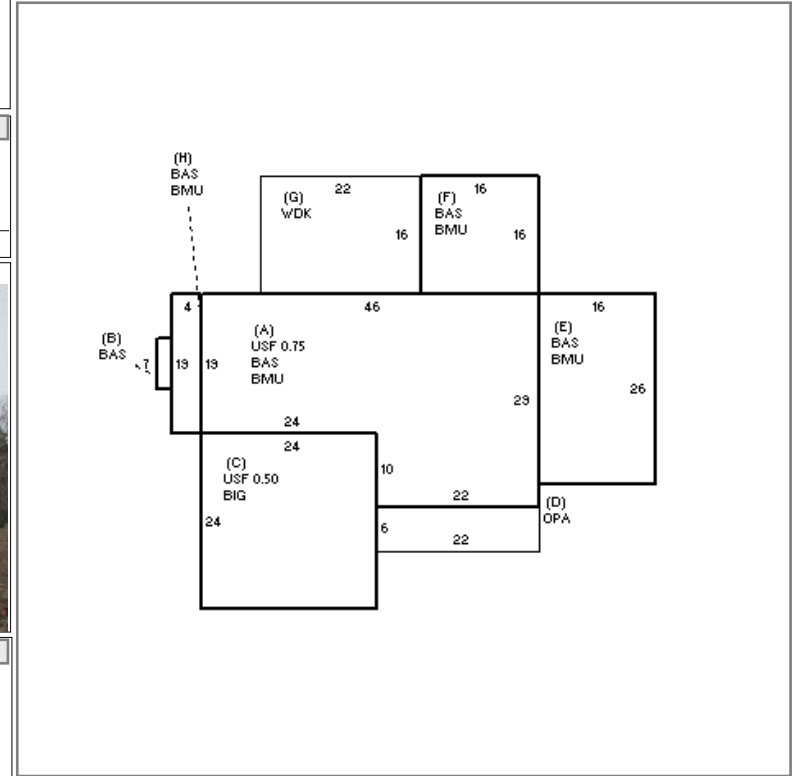 (H)
BAS
BMU
22
(G)
WDK
16
16
(F)
BAS
BMU
16
4
46
16
(B)
BAS
7
19
19
(A)
USF 0.75
BAS
BMU
(E)
BAS
BMU
29
26
24
24
(C)
USF 0.50
BIG
10
22
24
(D)
OPA
6
22